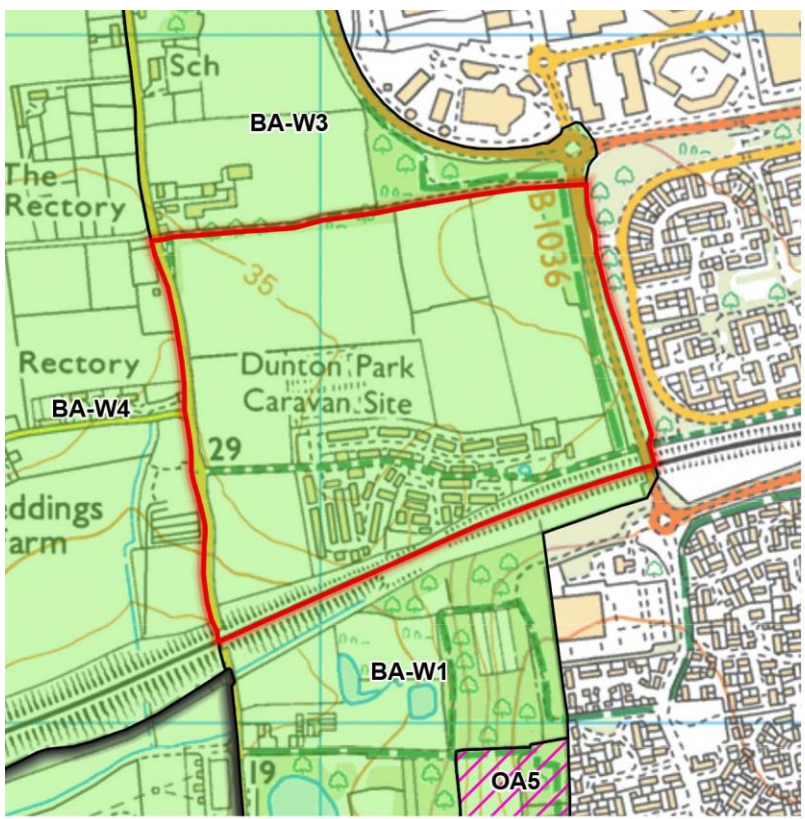 Sch
BA-W3
The
Rectory
B-1036
35
Rectory
Dunton Park
Caravan Site
BA-W4
29
eddings
arm
BA-W1
19
OA5